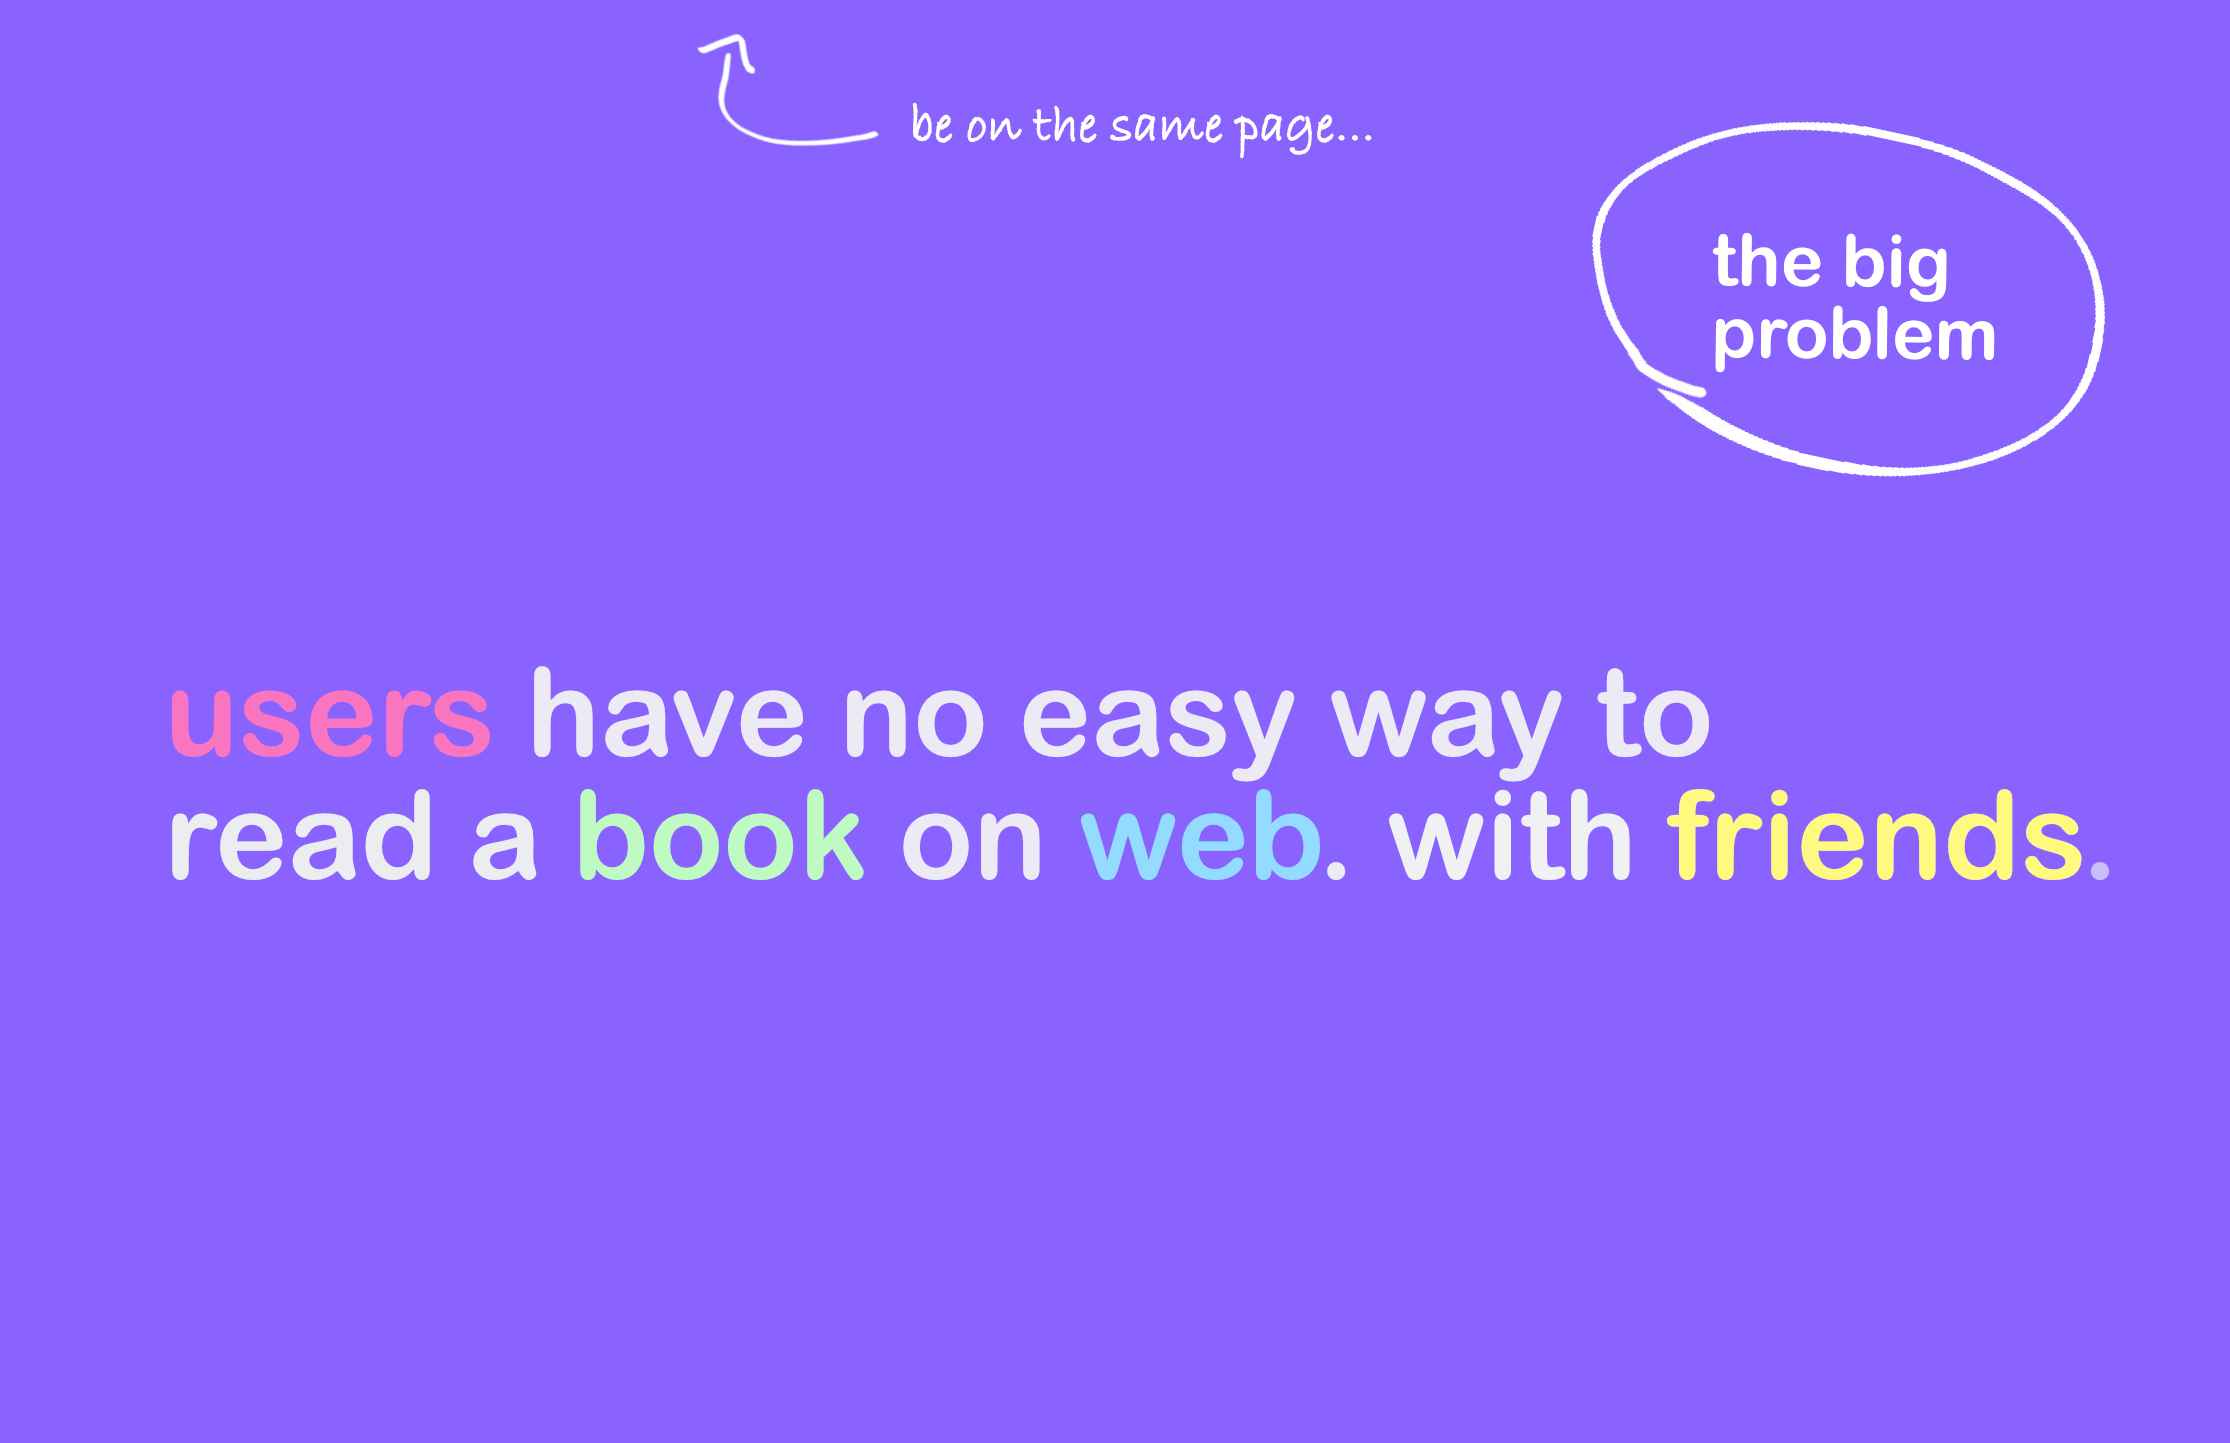 be on the same page...
the big
problem
users have no easy way to
read a book on web. with friends.